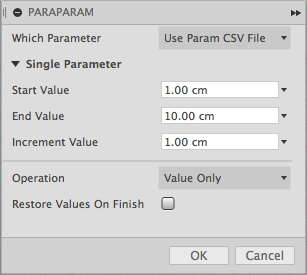 PARAPARAM
Which Parameter Use Param CSV File
Single Parameter
Start Value 1.00 cm
End Value 10.00 cm
Increment Value 1.00 cm
Operation Value Only
Restore Values On Finish
OK Cancel